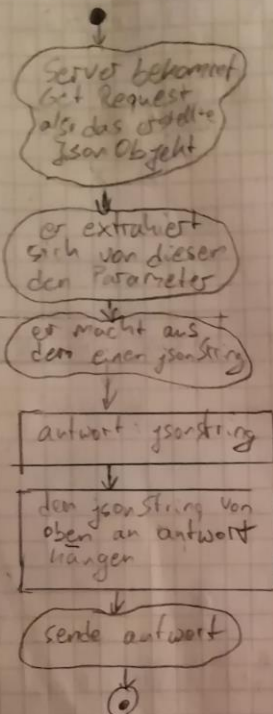 Server bekommt
Get Request
also das erstellte
Json Objekt
er extrahiert
sich von dieser
den Parameter
er macht aus
dem einen jsonString
antwort : jsonString
den jsonString von
oben an antwort
hängen
sende antwort